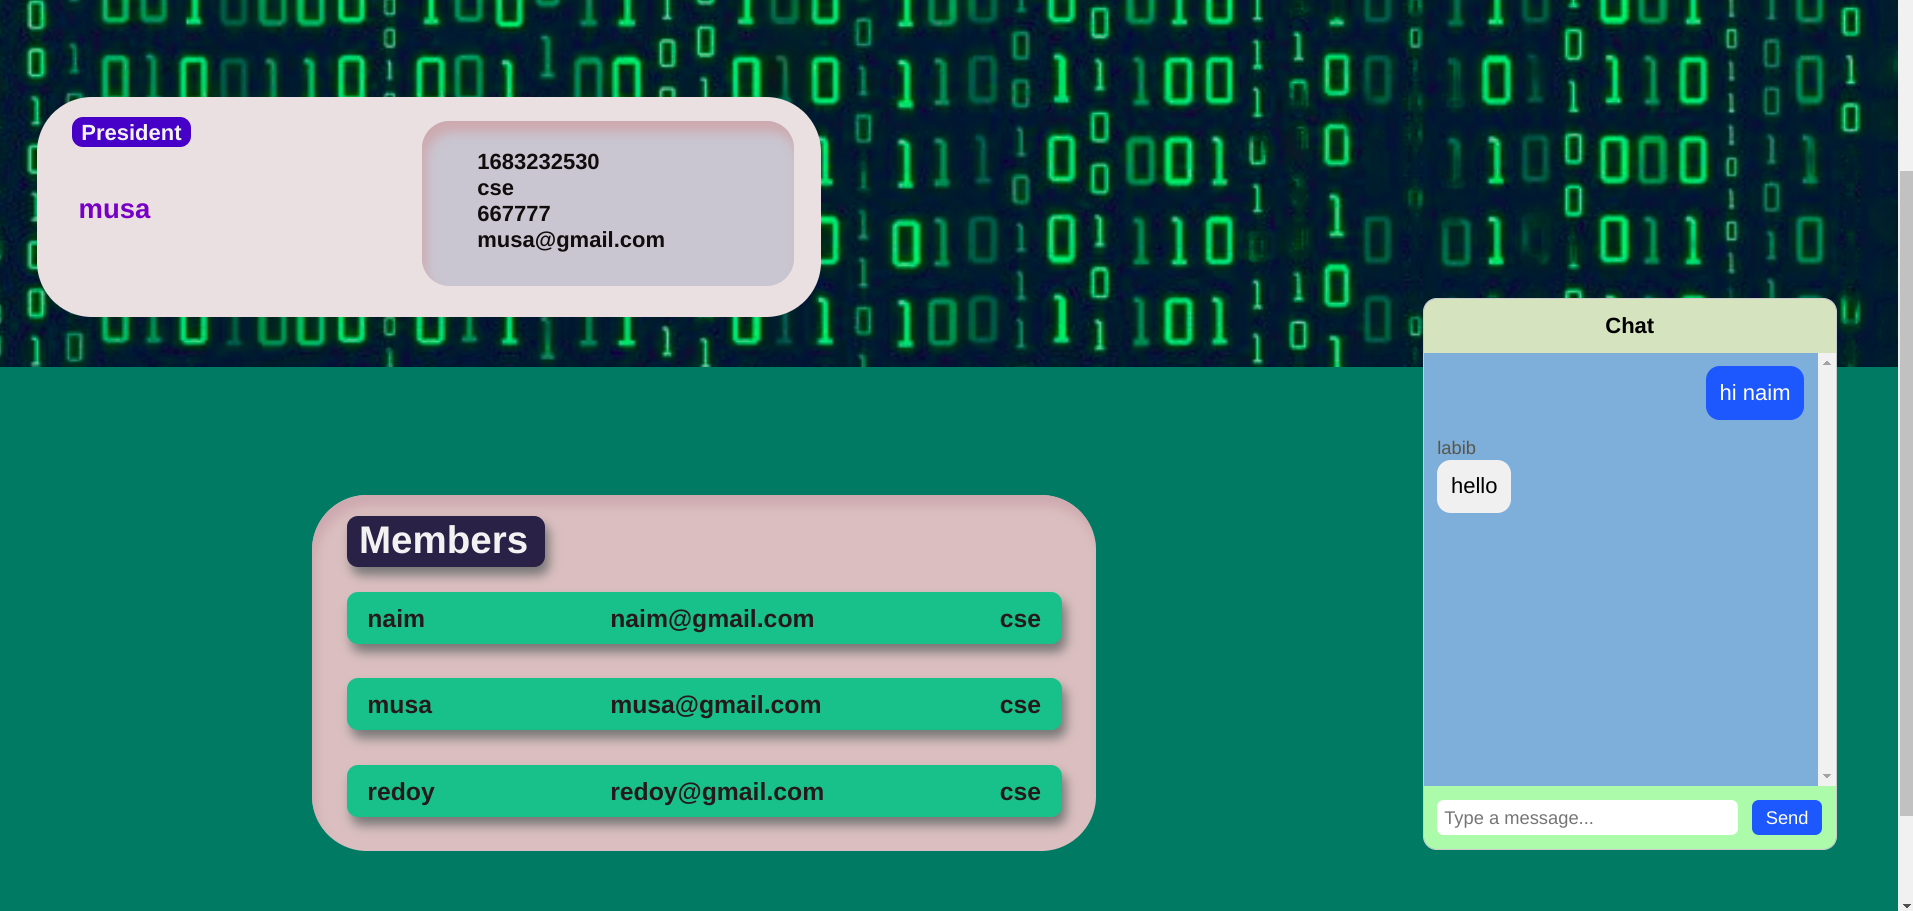 President
musa
1683232530
cse
667777
musa@gmail.com
Chat
hi naim
labib
hello
Members
naim naim@gmail.com cse
musa musa@gmail.com cse
redoy redoy@gmail.com cse
Type a message... Send